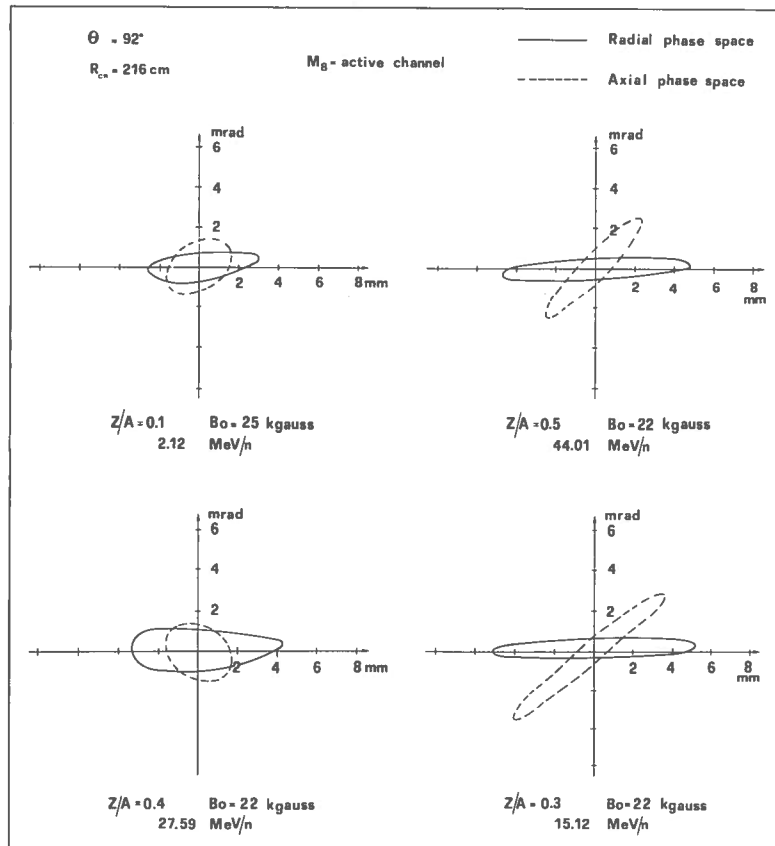 Θ = 92°
R = 216 cm
M8 - active channel
Radial phase space
Axial phase space
mrad
6
4
2
2 4 6 8 mm
Z/A = 0.1 Bo = 25 kgauss
2.12 MeV/n
mrad
6
4
2
2 4 6 8
mm
Z/A = 0.5 Bo = 22 kgauss
44.01 MeV/n
mrad
6
4
2
2 4 6 8 mm
Z/A = 0.4 Bo = 22 kgauss
27.59 MeV/n
mrad
6
4
2
2 4 6 8
mm
Z/A = 0.3 Bo = 22 kgauss
15.12 MeV/n